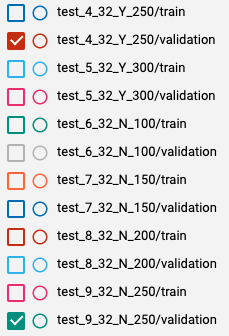 test_4_32_Y_250/train
test_4_32_Y_250/validation
test_5_32_Y_300/train
test_5_32_Y_300/validation
test_6_32_N_100/train
test_6_32_N_100/validation
test_7_32_N_150/train
test_7_32_N_150/validation
test_8_32_N_200/train
test_8_32_N_200/validation
test_9_32_N_250/train
test_9_32_N_250/validation